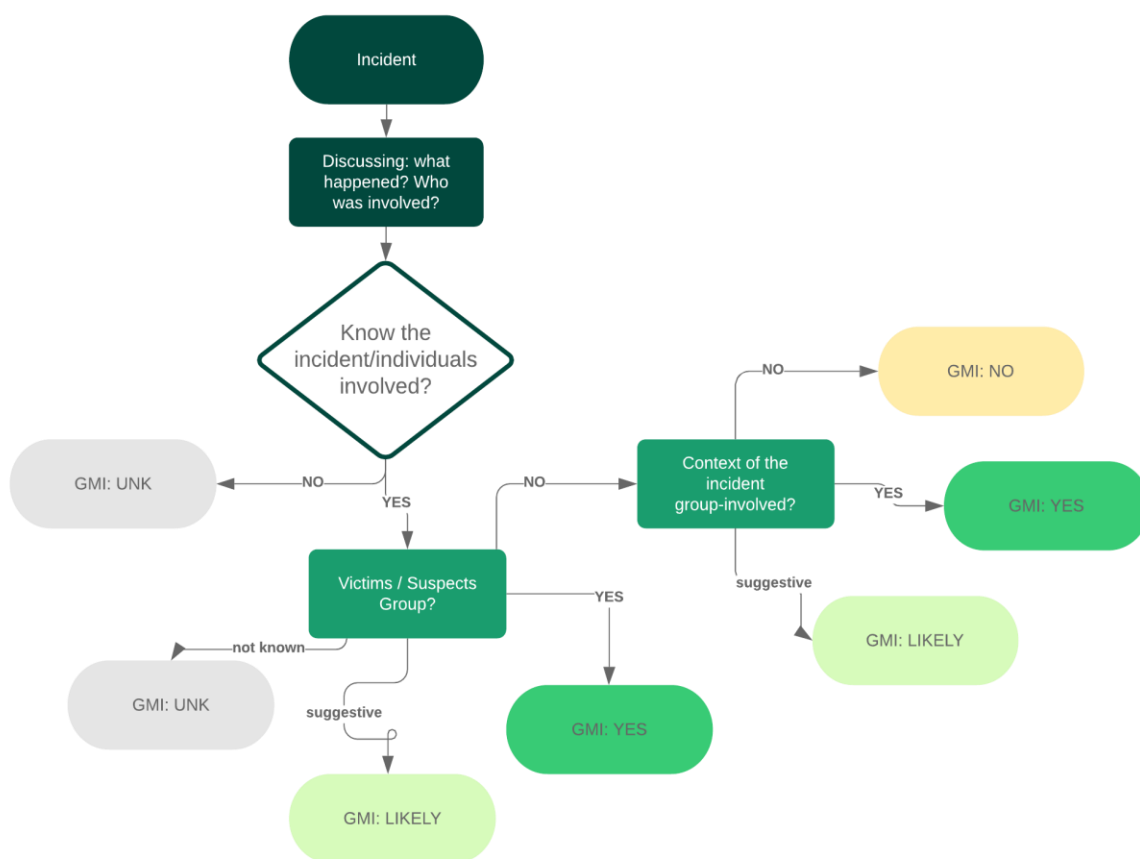 Incident
Discussing: what
happened? Who
was involved?
Know the
incident/individuals
involved?
NO
GMI: UNK
YES
Victims / Suspects
Group?
not known
GMI: UNK
suggestive
GMI: LIKELY
YES
GMI: YES
NO
Context of the
incident
group-involved?
NO
GMI: NO
YES
GMI: YES
suggestive
GMI: LIKELY